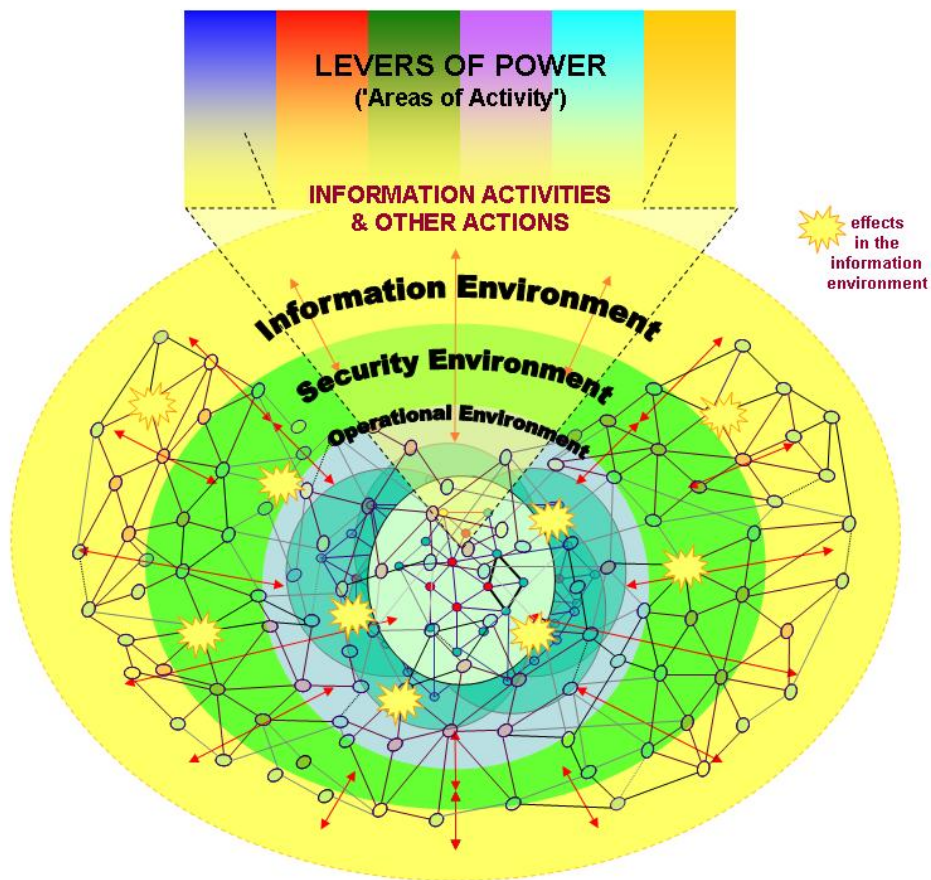 LEVERS OF POWER
('Areas of Activity')
INFORMATION ACTIVITIES
& OTHER ACTIONS
effects
in the
information
environment
Information Environment
Security Environment
Operational Environment